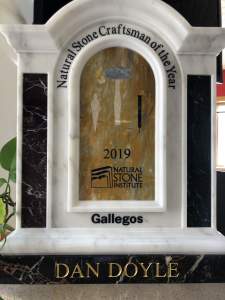 Natural Stone Craftsman of the Year
2019
NATURAL
STONE
INSTITUTE
Gallegos
DAN DOYLE